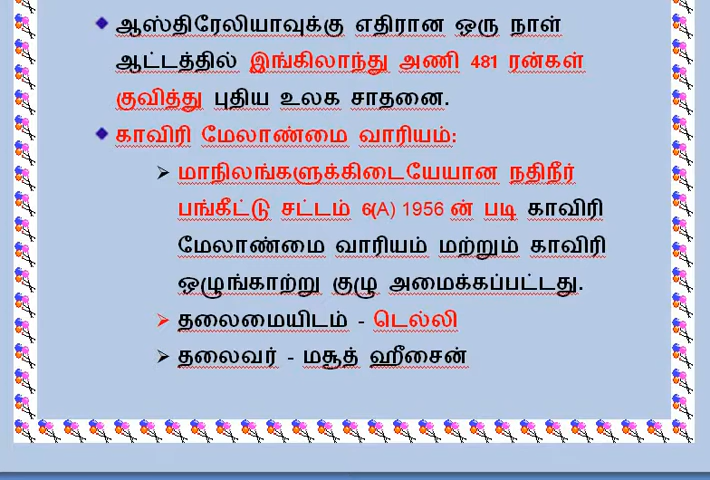 ஆஸ்திரேலியாவுக்கு எதிரான ஒரு நாள்
ஆட்டத்தில் இங்கிலாந்து அணி 481 ரன்கள்
குவித்து புதிய உலக சாதனை.
காவிரி மேலாண்மை வாரியம்:
மாநிலங்களுக்கிடையேயான நதிநீர்
பங்கீட்டு சட்டம் 6(A) 1956 ன் படி காவிரி
மேலாண்மை வாரியம் மற்றும் காவிரி
ஒழுங்காற்று குழு அமைக்கப்பட்டது.
தலைமையிடம் - டெல்லி
தலைவர் - மசூத் ஹீசைன்